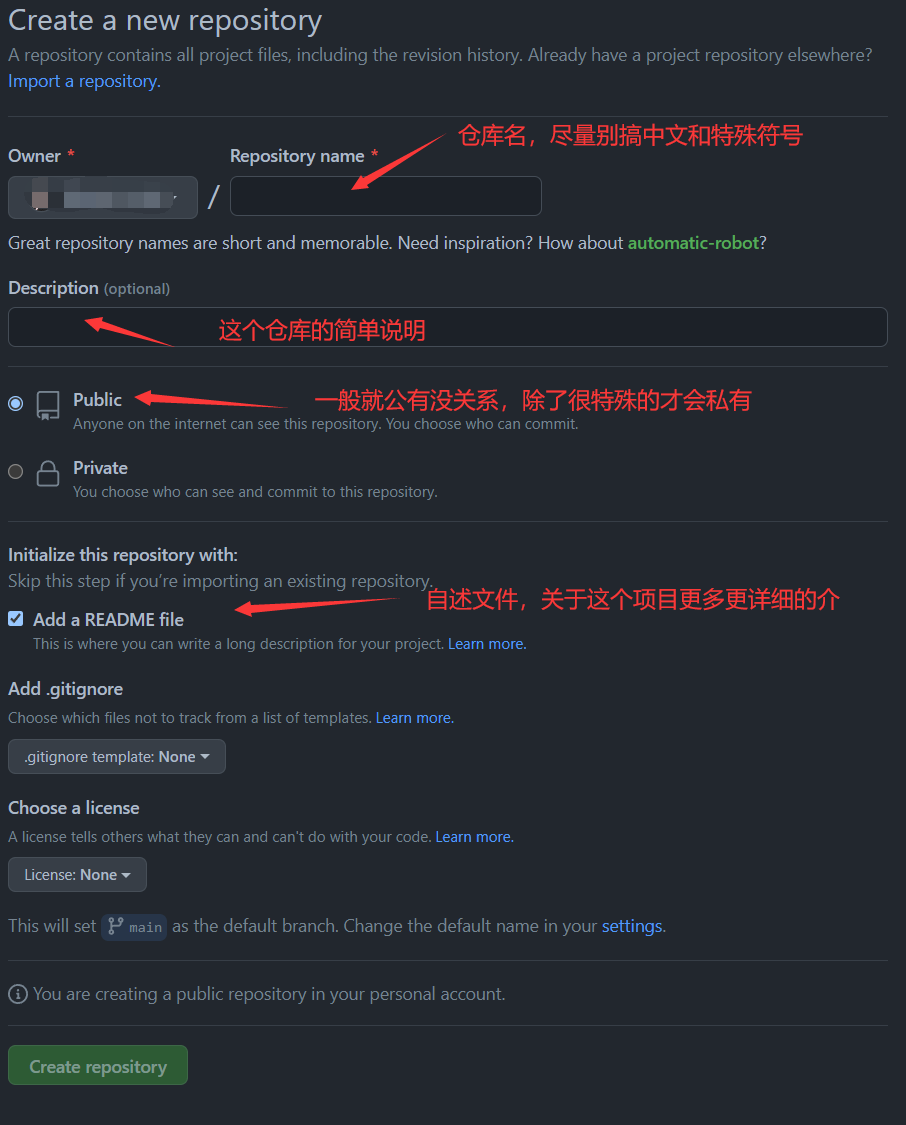 Create a new repository
A repository contains all project files, including the revision history. Already have a project repository elsewhere?
Import a repository.
仓库名，尽量别搞中文和特殊符号
Owner *
Repository name *
/
Great repository names are short and memorable. Need inspiration? How about automatic-robot?
Description (optional)
这个仓库的简单说明
Public
一般就公有没关系，除了很特殊的才会私有
Anyone on the internet can see this repository. You choose who can commit.
Private
You choose who can see and commit to this repository.
Initialize this repository with:
Skip this step if you’re importing an existing repository.
自述文件，关于这个项目更多更详细的介
Add a README file
This is where you can write a long description for your project. Learn more.
Add .gitignore
Choose which files not to track from a list of templates. Learn more.
.gitignore template: None
Choose a license
A license tells others what they can and can't do with your code. Learn more.
License: None
This will set main as the default branch. Change the default name in your settings.
You are creating a public repository in your personal account.
Create repository